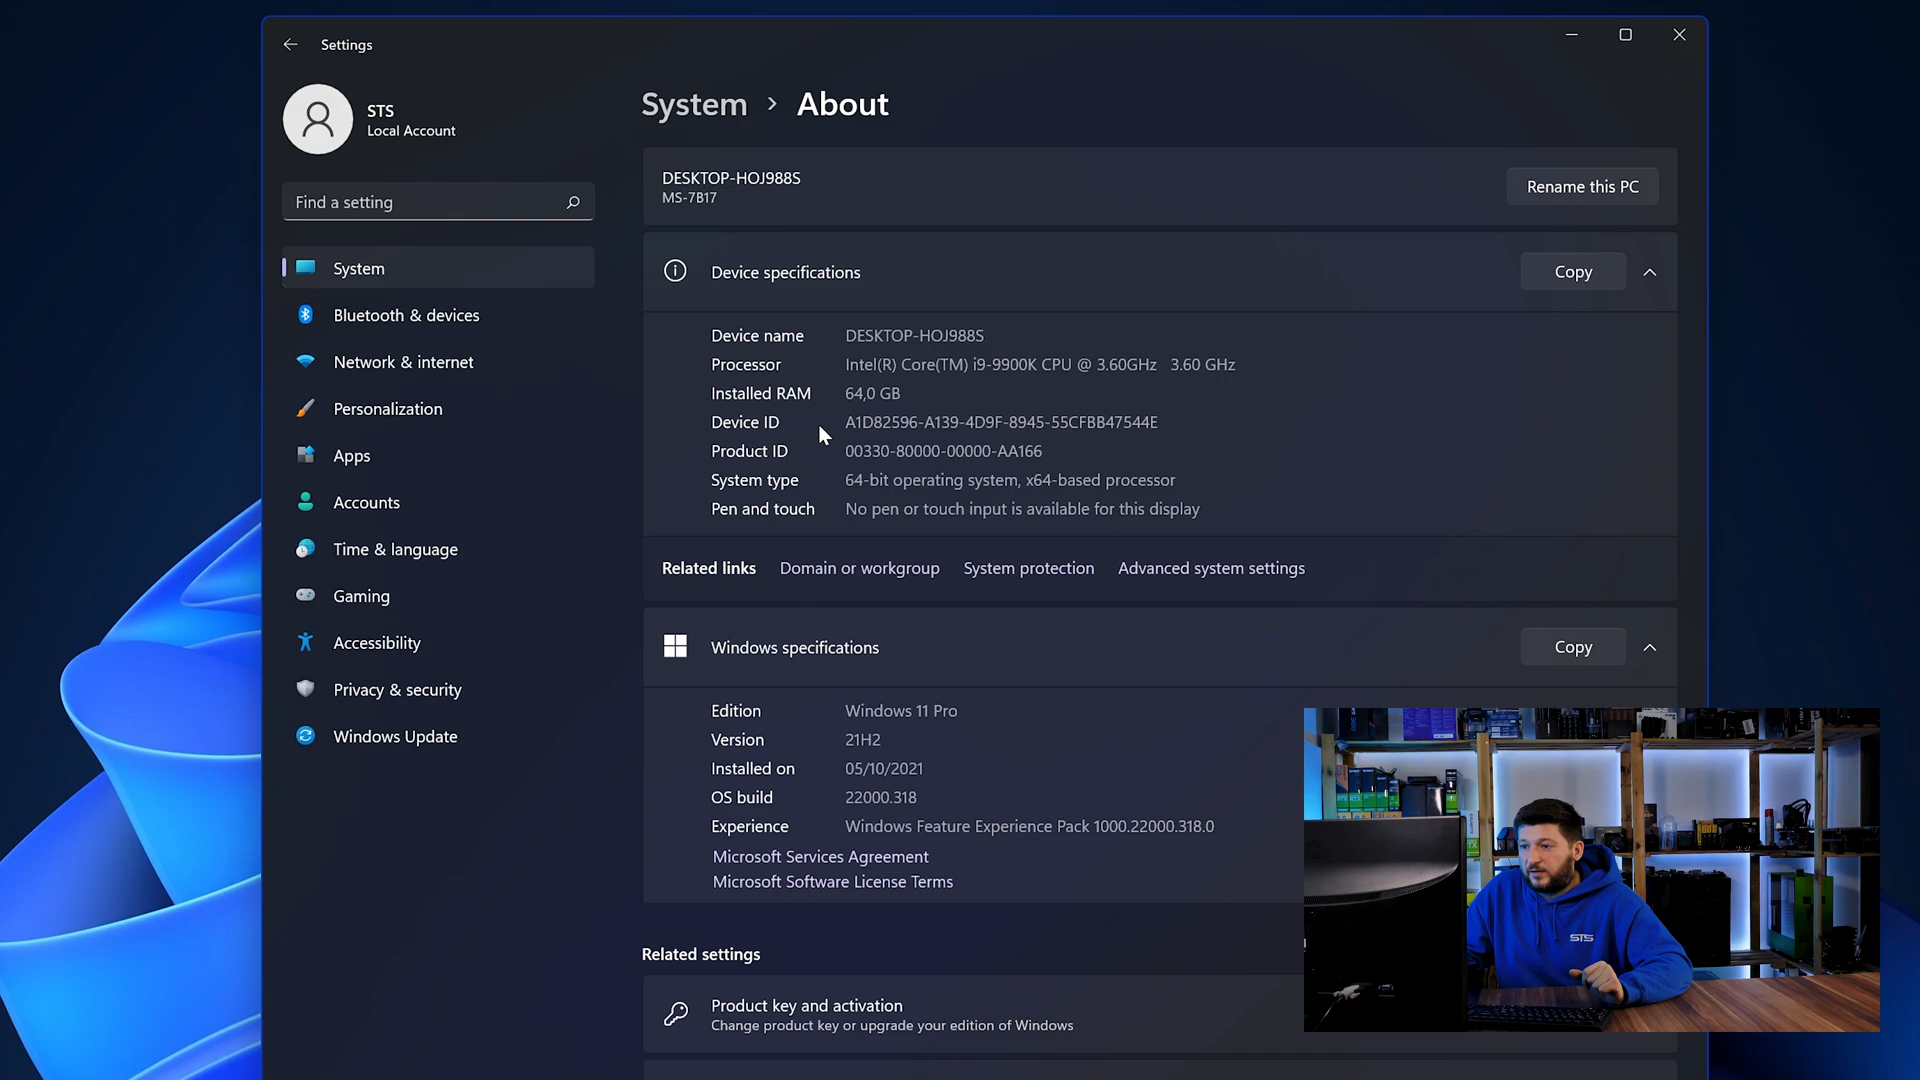 Settings
STS
Local Account
Find a setting
System
Bluetooth & devices
Network & internet
Personalization
Apps
Accounts
Time & language
Gaming
Accessibility
Privacy & security
Windows Update
System > About
DESKTOP-HOJ988S
MS-7B17
Rename this PC
Device specifications
Copy
Device name DESKTOP-HOJ988S
Processor Intel(R) Core(TM) i9-9900K CPU @ 3.60GHz 3.60 GHz
Installed RAM 64,0 GB
Device ID A1D82596-A139-4D9F-8945-55CFBB47544E
Product ID 00330-80000-00000-AA166
System type 64-bit operating system, x64-based processor
Pen and touch No pen or touch input is available for this display
Related links Domain or workgroup System protection Advanced system settings
Windows specifications
Copy
Edition Windows 11 Pro
Version 21H2
Installed on 05/10/2021
OS build 22000.318
Experience Windows Feature Experience Pack 1000.22000.318.0
Microsoft Services Agreement
Microsoft Software License Terms
Related settings
Product key and activation
Change product key or upgrade your edition of Windows
STS